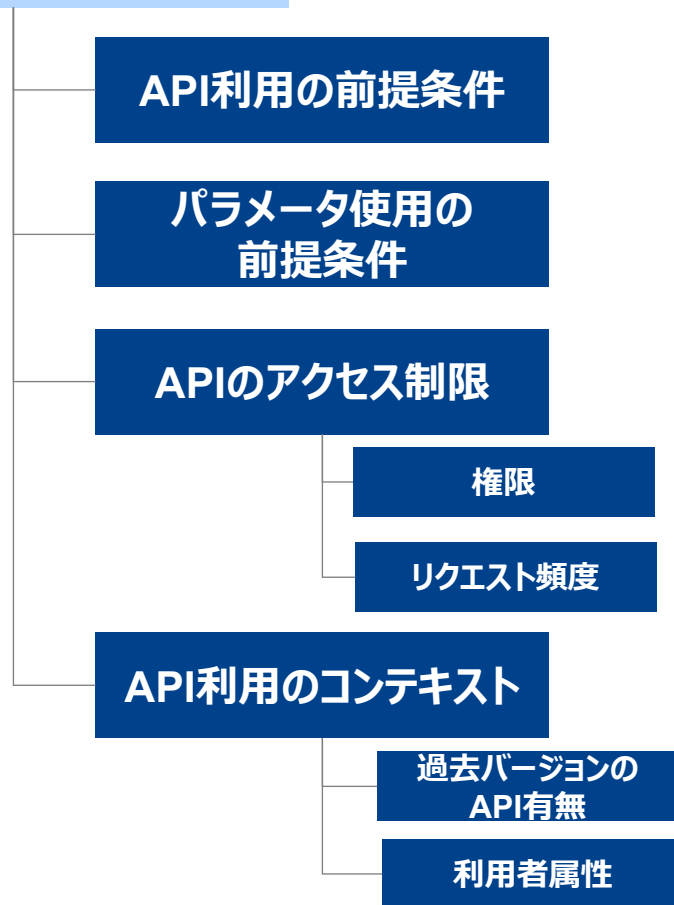 API利用の前提条件
パラメータ使用の
前提条件
APIのアクセス制限
権限
リクエスト頻度
API利用のコンテキスト
過去バージョンの
API有無
利用者属性